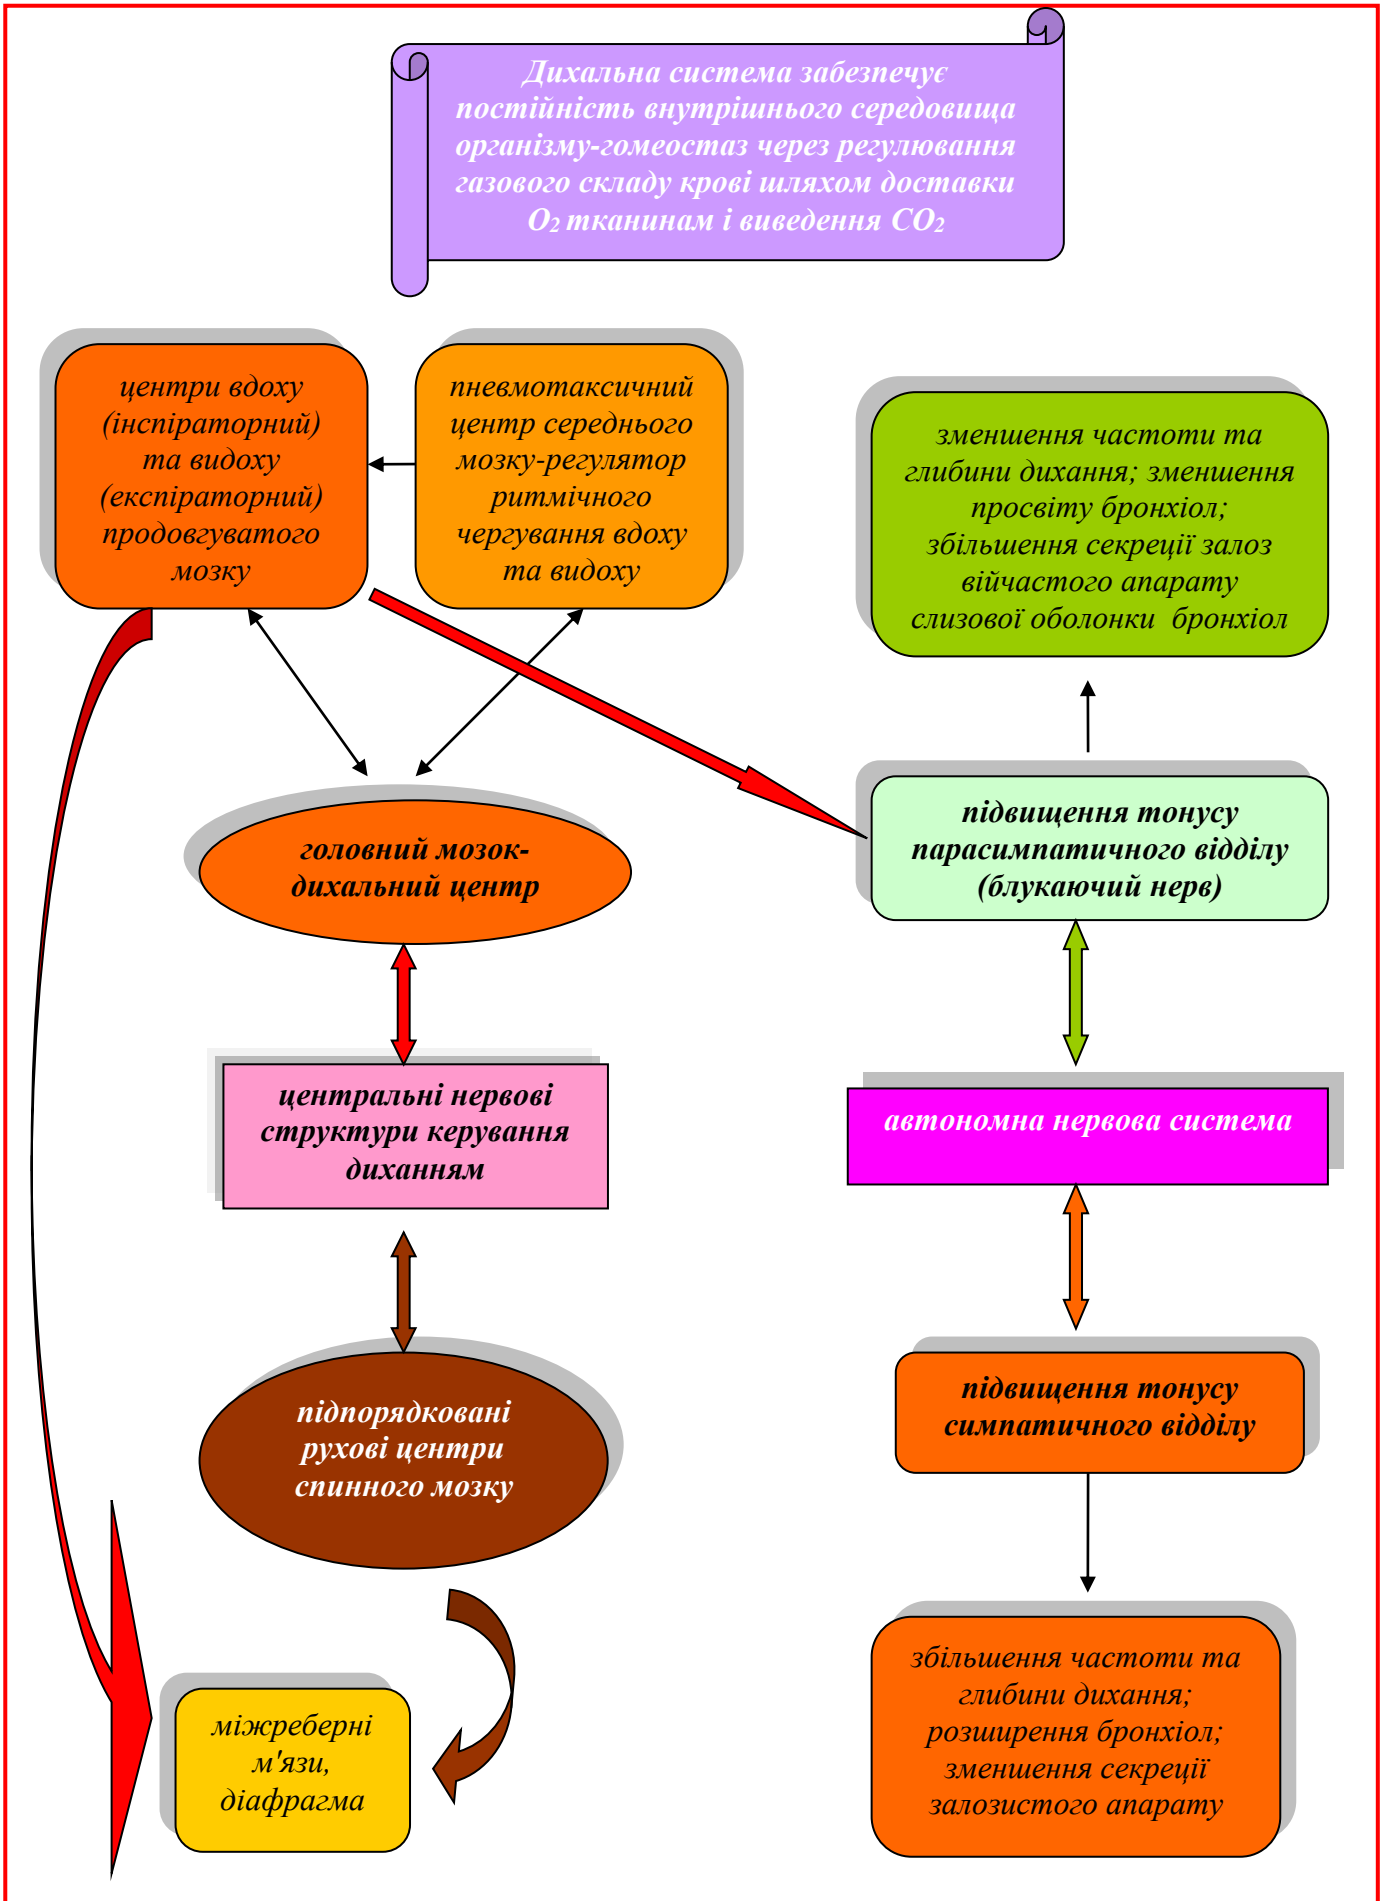 Дихальна система забезпечує
постійність внутрішнього середовища
організму-гомеостаз через регулювання
газового складу крові шляхом доставки
О₂ тканинам і виведення СО₂
центри вдоху
(інспіраторний)
та видоху
(експіраторний)
продовгуватого
мозку
пневмотаксичний
центр середнього
мозку-регулятор
ритмічного
чергування вдоху
та видоху
зменшення частоти та
глибини дихання; зменшення
просвіту бронхіол;
збільшення секреції залоз
війчастого апарату
слизової оболонки бронхіол
головний мозок-
дихальний центр
підвищення тонусу
парасимпатичного відділу
(блукаючий нерв)
центральні нервові
структури керування
диханням
автономна нервова система
підпорядковані
рухові центри
спинного мозку
підвищення тонусу
симпатичного відділу
міжреберні
м'язи,
діафрагма
збільшення частоти та
глибини дихання;
розширення бронхіол;
зменшення секреції
залозистого апарату